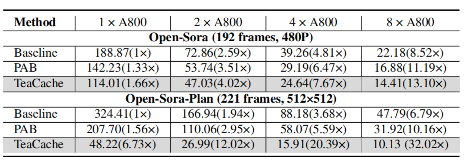 Method 1 × A800 2 × A800 4 × A800 8 × A800
Open-Sora (192 frames, 480P)
Baseline 188.87(1×) 72.86(2.59×) 39.26(4.81×) 22.18(8.52×)
PAB 142.23(1.33×) 53.74(3.51×) 29.19(6.47×) 16.88(11.19×)
TeaCache 114.01(1.66×) 47.03(4.02×) 24.64(7.67×) 14.41(13.10×)
Open-Sora-Plan (221 frames, 512×512)
Baseline 324.41(1×) 166.94(1.94×) 88.18(3.68×) 47.79(6.79×)
PAB 207.70(1.56×) 110.06(2.95×) 58.07(5.59×) 31.92(10.16×)
TeaCache 48.22(6.73×) 26.99(12.02×) 15.91(20.39×) 10.13(32.02×)